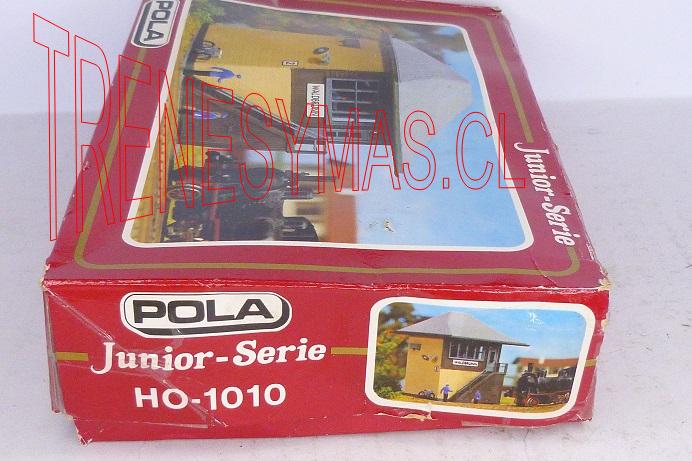 POLA
TRENESYMAS.CL
Junior-Serie
POLA
Junior-Serie
HO-1010